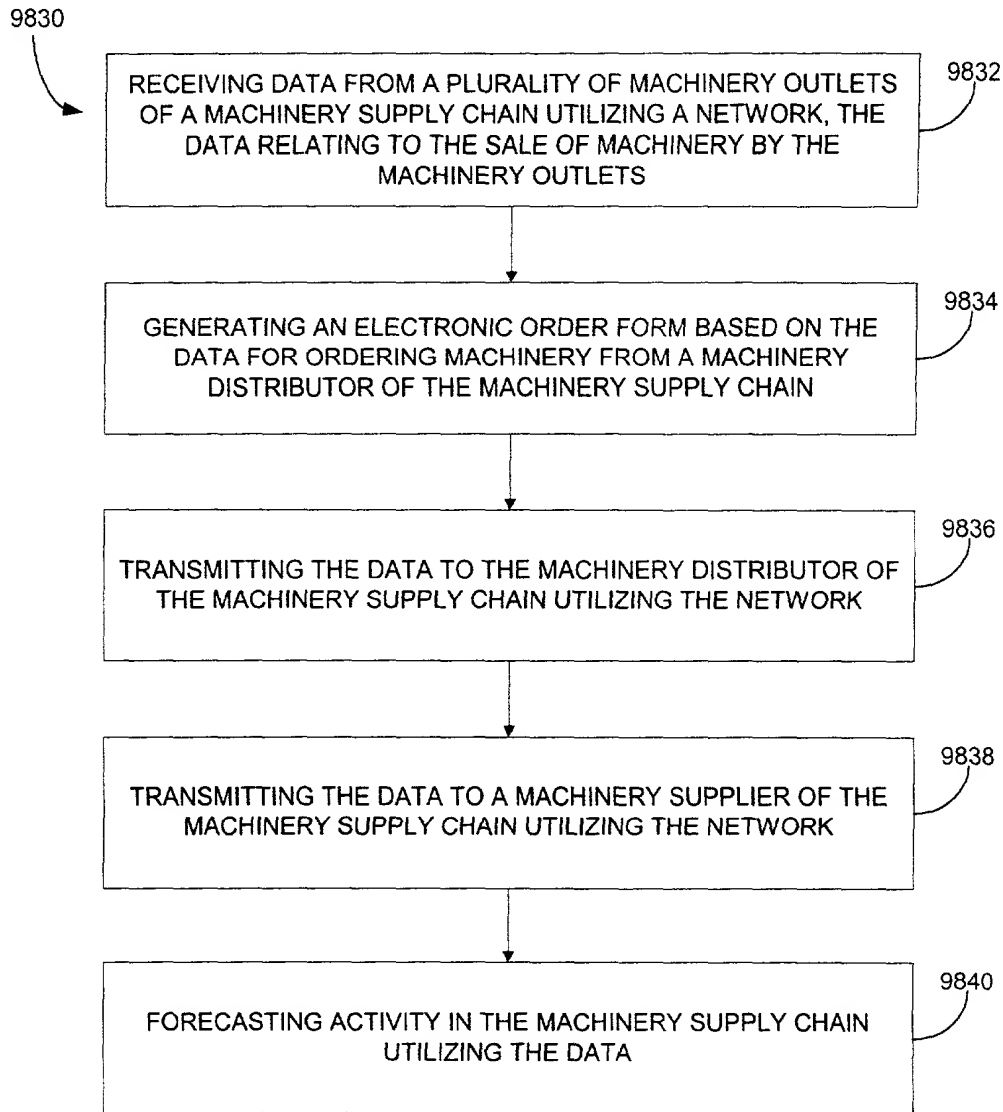 9830
RECEIVING DATA FROM A PLURALITY OF MACHINERY OUTLETS
OF A MACHINERY SUPPLY CHAIN UTILIZING A NETWORK, THE
DATA RELATING TO THE SALE OF MACHINERY BY THE
MACHINERY OUTLETS
9832
GENERATING AN ELECTRONIC ORDER FORM BASED ON THE
DATA FOR ORDERING MACHINERY FROM A MACHINERY
DISTRIBUTOR OF THE MACHINERY SUPPLY CHAIN
9834
TRANSMITTING THE DATA TO THE MACHINERY DISTRIBUTOR OF
THE MACHINERY SUPPLY CHAIN UTILIZING THE NETWORK
9836
TRANSMITTING THE DATA TO A MACHINERY SUPPLIER OF THE
MACHINERY SUPPLY CHAIN UTILIZING THE NETWORK
9838
FORECASTING ACTIVITY IN THE MACHINERY SUPPLY CHAIN
UTILIZING THE DATA
9840